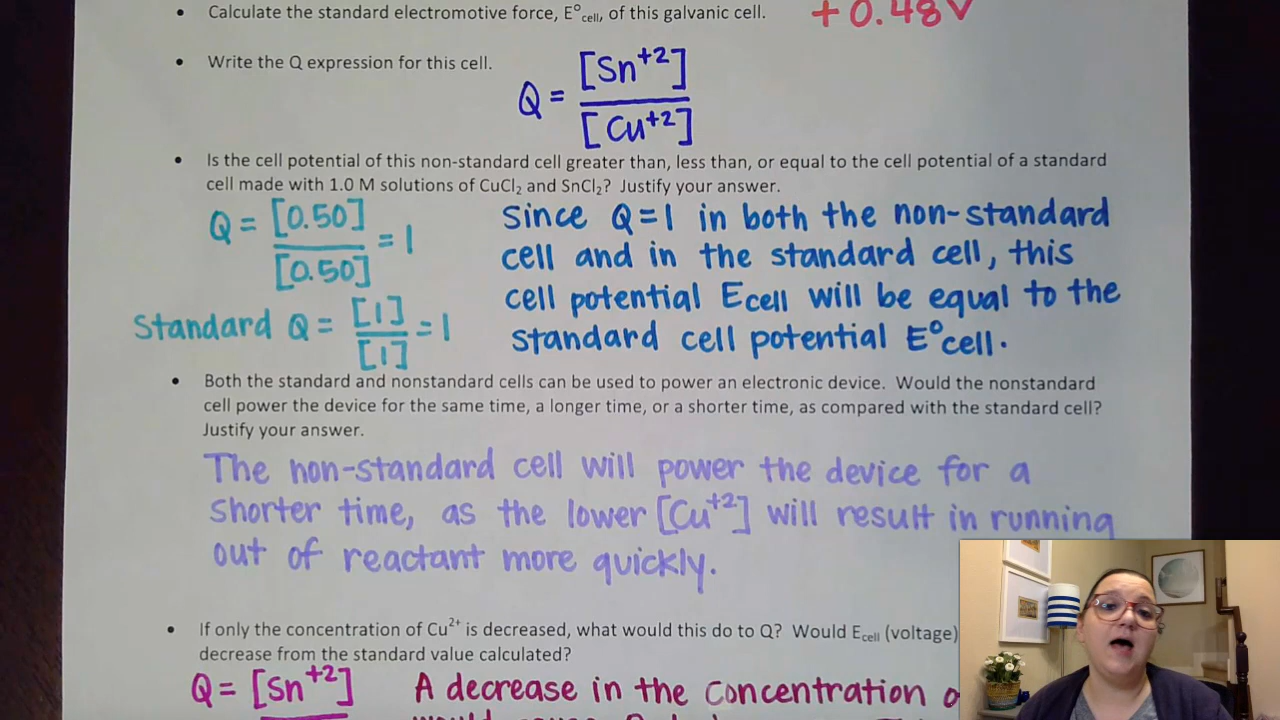 • Calculate the standard electromotive force, E°cell, of this galvanic cell. + 0.48V
• Write the Q expression for this cell.
Q = [Sn+2] / [Cu+2]
• Is the cell potential of this non-standard cell greater than, less than, or equal to the cell potential of a standard
cell made with 1.0 M solutions of CuCl2 and SnCl2? Justify your answer.
Q = [0.50] / [0.50] = 1
Standard Q = [1] / [1] = 1
Since Q=1 in both the non-standard
cell and in the standard cell, this
cell potential Ecell will be equal to the
standard cell potential E°cell.
• Both the standard and nonstandard cells can be used to power an electronic device. Would the nonstandard
cell power the device for the same time, a longer time, or a shorter time, as compared with the standard cell?
Justify your answer.
The non-standard cell will power the device for a
shorter time, as the lower [Cu+2] will result in running
out of reactant more quickly.
• If only the concentration of Cu2+ is decreased, what would this do to Q? Would Ecell (voltage)
decrease from the standard value calculated?
Q = [Sn+2]
A decrease in the concentration